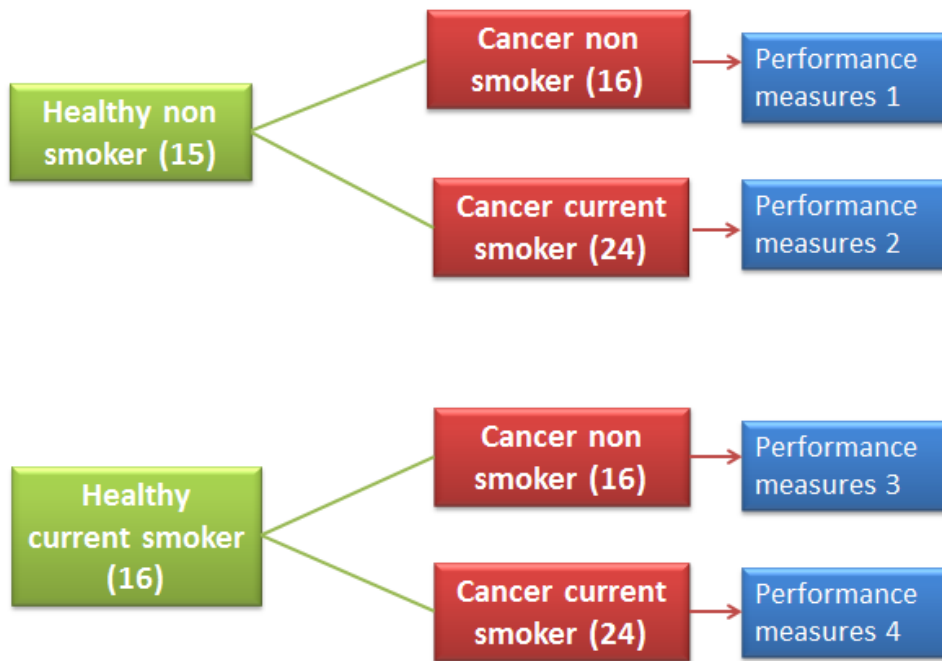 Healthy non
smoker (15)
Cancer non
smoker (16)
Performance
measures 1
Cancer current
smoker (24)
Performance
measures 2
Healthy
current smoker
(16)
Cancer non
smoker (16)
Performance
measures 3
Cancer current
smoker (24)
Performance
measures 4